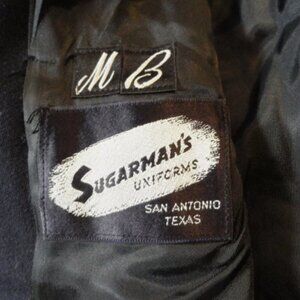 M B
SUGARMAN'S
UNIFORMS
SAN ANTONIO
TEXAS